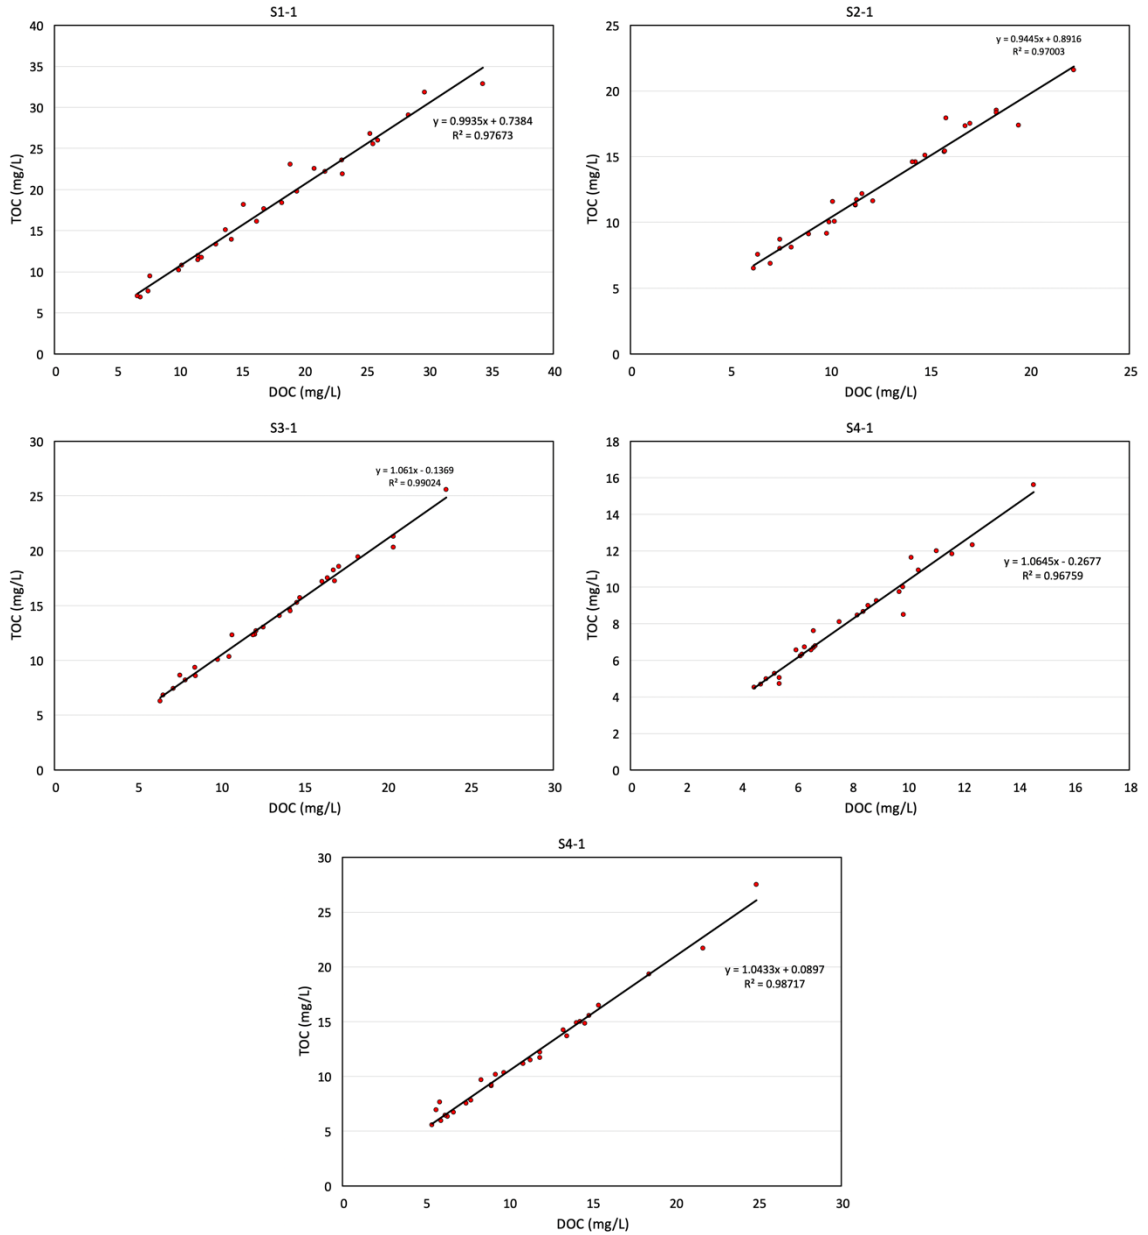 S1-1
40
35
30
25
20
15
10
5
0
TOC (mg/L)
y = 0.9935x + 0.7384
R² = 0.97673
0 5 10 15 20 25 30 35 40
DOC (mg/L)
S2-1
25
20
15
10
5
0
TOC (mg/L)
y = 0.9445x + 0.8916
R² = 0.97003
0 5 10 15 20 25
DOC (mg/L)
S3-1
30
25
20
15
10
5
0
TOC (mg/L)
y = 1.061x - 0.1369
R² = 0.99024
0 5 10 15 20 25 30
DOC (mg/L)
S4-1
18
16
14
12
10
8
6
4
2
0
TOC (mg/L)
y = 1.0645x - 0.2677
R² = 0.96759
0 2 4 6 8 10 12 14 16 18
DOC (mg/L)
S4-1
30
25
20
15
10
5
0
TOC (mg/L)
y = 1.0433x + 0.0897
R² = 0.98717
0 5 10 15 20 25 30
DOC (mg/L)